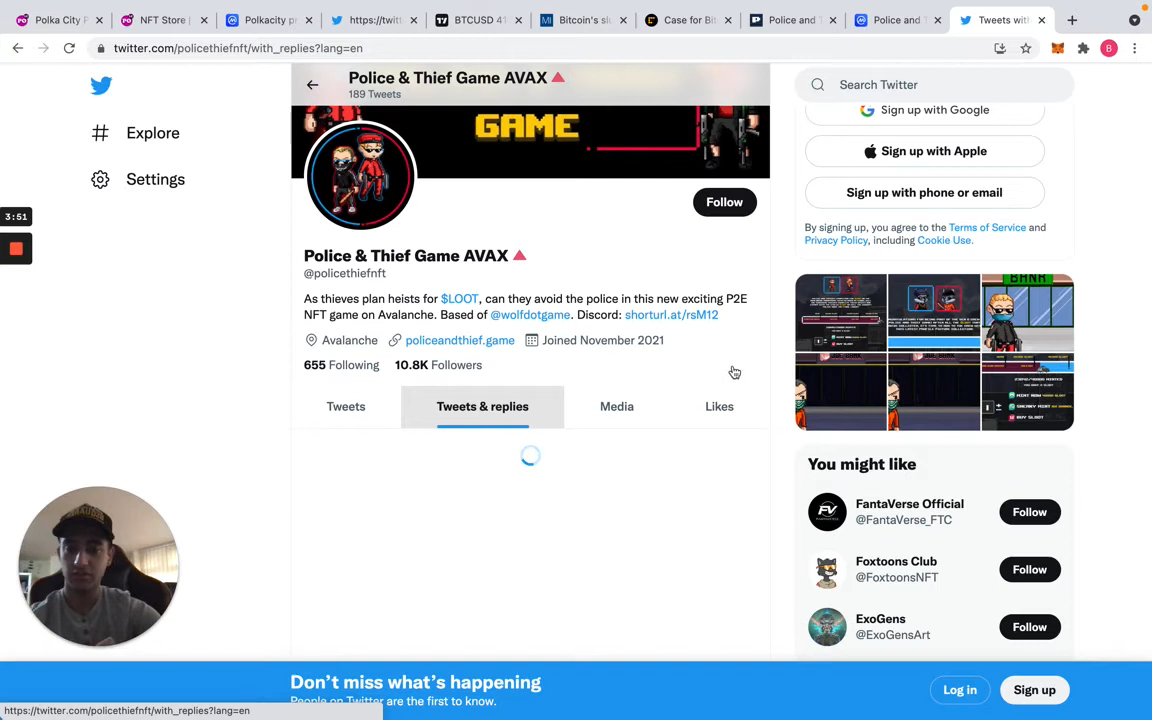 Polka City P
NFT Store |
Polkacity pr
https://twitt
BTCUSD 41
Bitcoin's slu
Case for Bit
Police and T
Police and T
Tweets with
twitter.com/policethiefnft/with_replies?lang=en
B
Police & Thief Game AVAX
189 Tweets
Search Twitter
Explore
Settings
3:51
GAME
Follow
Police & Thief Game AVAX
@policethiefnft
As thieves plan heists for $LOOT, can they avoid the police in this new exciting P2E
NFT game on Avalanche. Based of @wolfdotgame. Discord: shorturl.at/rsM12
Avalanche policeandthief.game Joined November 2021
655 Following 10.8K Followers
Tweets Tweets & replies Media Likes
Sign up with Google
Sign up with Apple
Sign up with phone or email
By signing up, you agree to the Terms of Service and
Privacy Policy, including Cookie Use.
BANK
You might like
FV
FantaVerse Official
@FantaVerse_FTC
Follow
Foxtoons Club
@FoxtoonsNFT
Follow
ExoGens
@ExoGensArt
Follow
Don't miss what's happening
People on Twitter are the first to know.
Log in
Sign up
https://twitter.com/policethiefnft/with_replies?lang=en